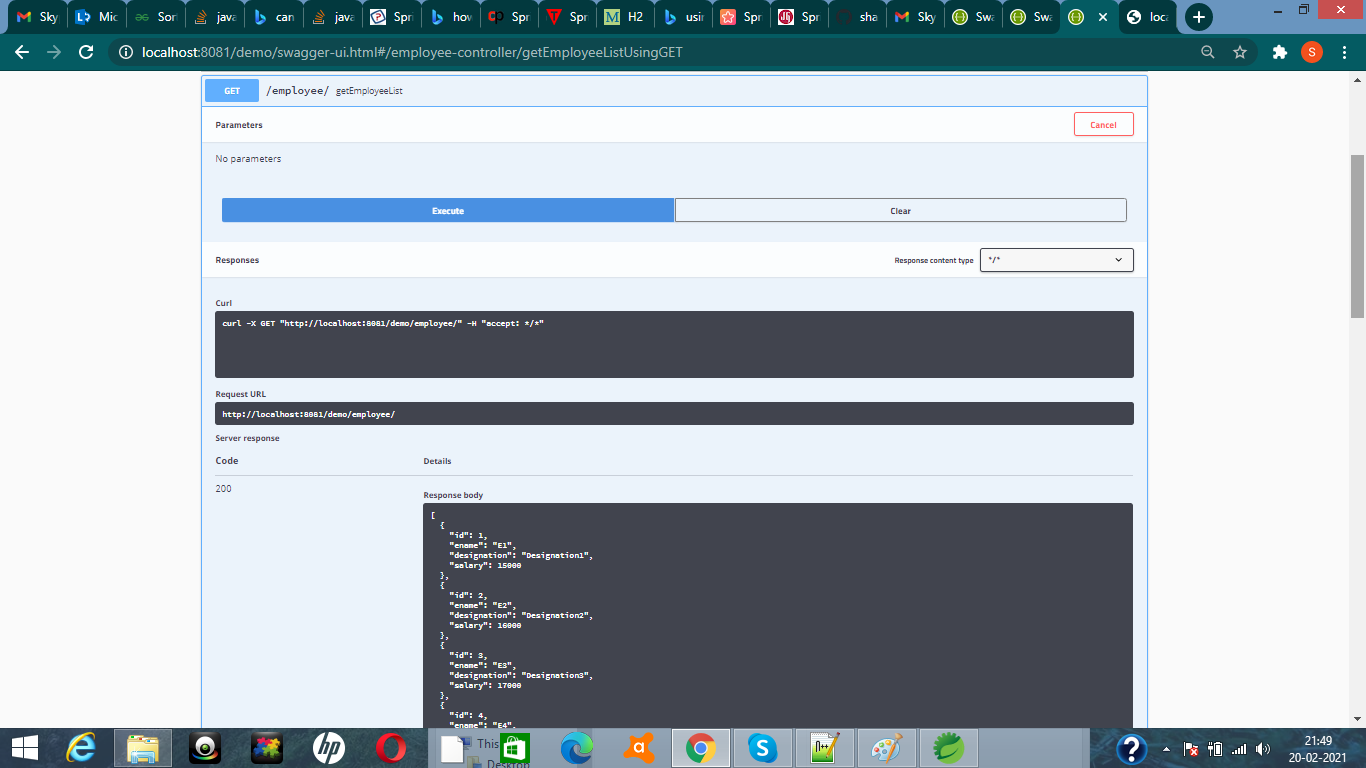 Sky
Mic
Sor
java
can
java
Spri
hov
Spr
Spr
H2
usir
Spr
Spr
sha
Sky
Swa
Swa
loca
localhost:8081/demo/swagger-ui.html#/employee-controller/getEmployeeListUsingGET
S
GET /employee/ getEmployeeList
Parameters
Cancel
No parameters
Execute
Clear
Responses
Response content type */*
Curl
curl -X GET "http://localhost:8081/demo/employee/" -H "accept: */*"
Request URL
http://localhost:8081/demo/employee/
Server response
Code Details
200
Response body
[
{
"id": 1,
"ename": "E1",
"designation": "Designation1",
"salary": 15000
},
{
"id": 2,
"ename": "E2",
"designation": "Designation2",
"salary": 16000
},
{
"id": 3,
"ename": "E3",
"designation": "Designation3",
"salary": 17000
},
{
"id": 4,
"ename": "E4",
This
Desktop
21:49
20-02-2021